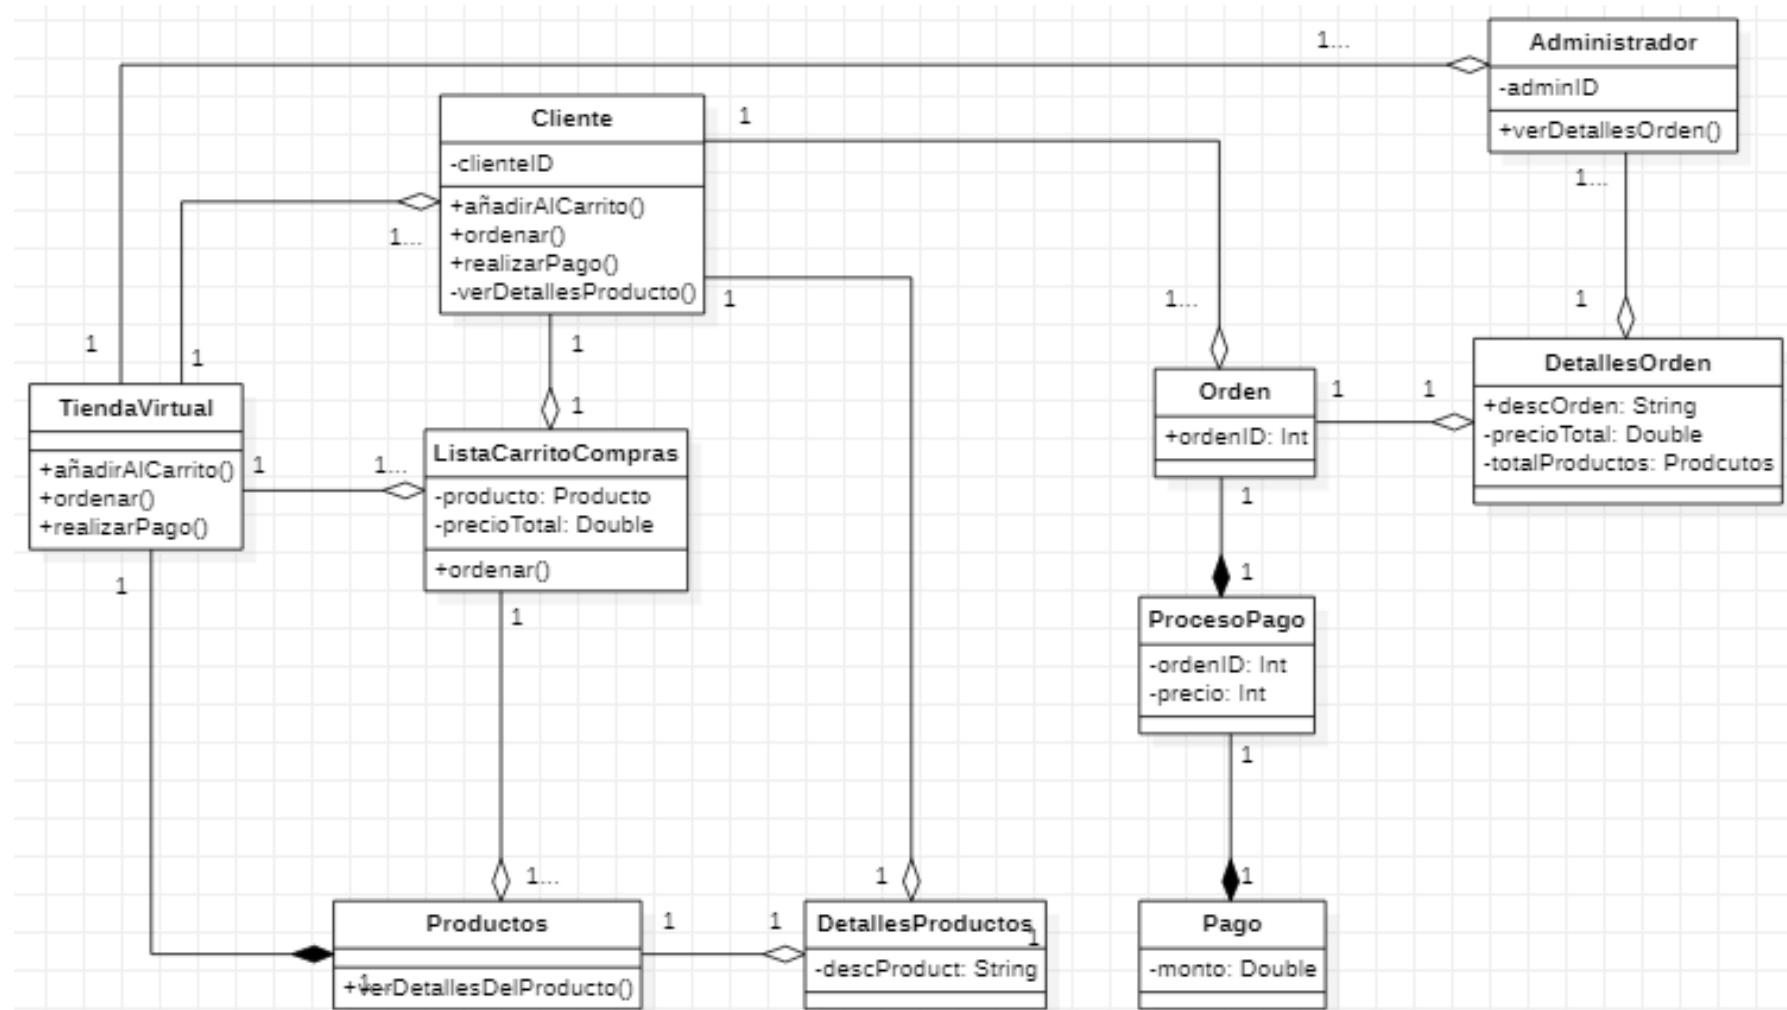 1...
Administrador
-adminID
+verDetallesOrden()
1...
Cliente
-clienteID
+añadirAlCarrito()
+ordenar()
+realizarPago()
-verDetallesProducto()
1
1...
1
1
1
1
1...
1
1
1
TiendaVirtual
+añadirAlCarrito()
+ordenar()
+realizarPago()
1
1...
1
ListaCarritoCompras
-producto: Producto
-precioTotal: Double
+ordenar()
1
Orden
+ordenID: Int
1
1
1
DetallesOrden
+descOrden: String
-precioTotal: Double
-totalProductos: Prodcutos
1
ProcesoPago
-ordenID: Int
-precio: Int
1
1...
1
1
Productos
+verDetallesDelProducto()
1
1
1
DetallesProductos
1
-descProduct: String
Pago
-monto: Double